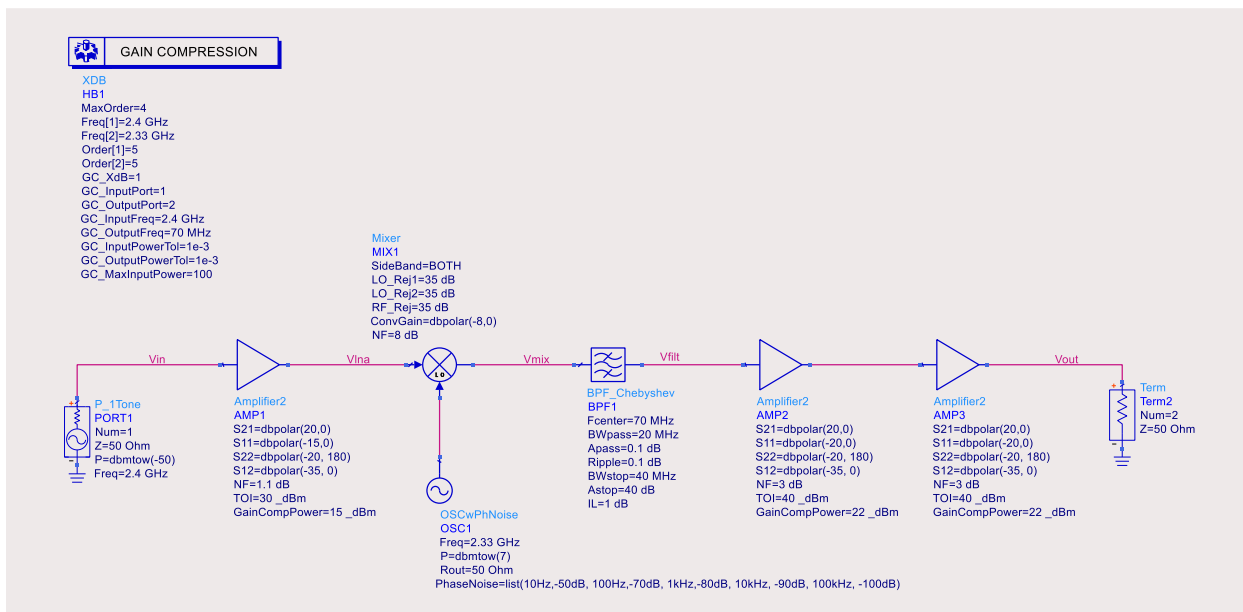 GAIN COMPRESSION
XDB
HB1
MaxOrder=4
Freq[1]=2.4 GHz
Freq[2]=2.33 GHz
Order[1]=5
Order[2]=5
GC_XdB=1
GC_InputPort=1
GC_OutputPort=2
GC_InputFreq=2.4 GHz
GC_OutputFreq=70 MHz
GC_InputPowerTol=1e-3
GC_OutputPowerTol=1e-3
GC_MaxInputPower=100
Mixer
MIX1
SideBand=BOTH
LO_Rej1=35 dB
LO_Rej2=35 dB
RF_Rej=35 dB
ConvGain=dbpolar(-8,0)
NF=8 dB
Vin
Vlna
LO
Vmix
Vfilt
Vout
P_1Tone
PORT1
Num=1
Z=50 Ohm
P=dbmtow(-50)
Freq=2.4 GHz
Amplifier2
AMP1
S21=dbpolar(20,0)
S11=dbpolar(-15,0)
S22=dbpolar(-20, 180)
S12=dbpolar(-35, 0)
NF=1.1 dB
TOI=30 _dBm
GainCompPower=15 _dBm
OSCwPhNoise
OSC1
Freq=2.33 GHz
P=dbmtow(7)
Rout=50 Ohm
PhaseNoise=list(10Hz,-50dB, 100Hz,-70dB, 1kHz,-80dB, 10kHz, -90dB, 100kHz, -100dB)
BPF_Chebyshev
BPF1
Fcenter=70 MHz
BWpass=20 MHz
Apass=0.1 dB
Ripple=0.1 dB
BWstop=40 MHz
Astop=40 dB
IL=1 dB
Amplifier2
AMP2
S21=dbpolar(20,0)
S11=dbpolar(-20,0)
S22=dbpolar(-20, 180)
S12=dbpolar(-35, 0)
NF=3 dB
TOI=40 _dBm
GainCompPower=22 _dBm
Amplifier2
AMP3
S21=dbpolar(20,0)
S11=dbpolar(-20,0)
S22=dbpolar(-20, 180)
S12=dbpolar(-35, 0)
NF=3 dB
TOI=40 _dBm
GainCompPower=22 _dBm
Term
Term2
Num=2
Z=50 Ohm